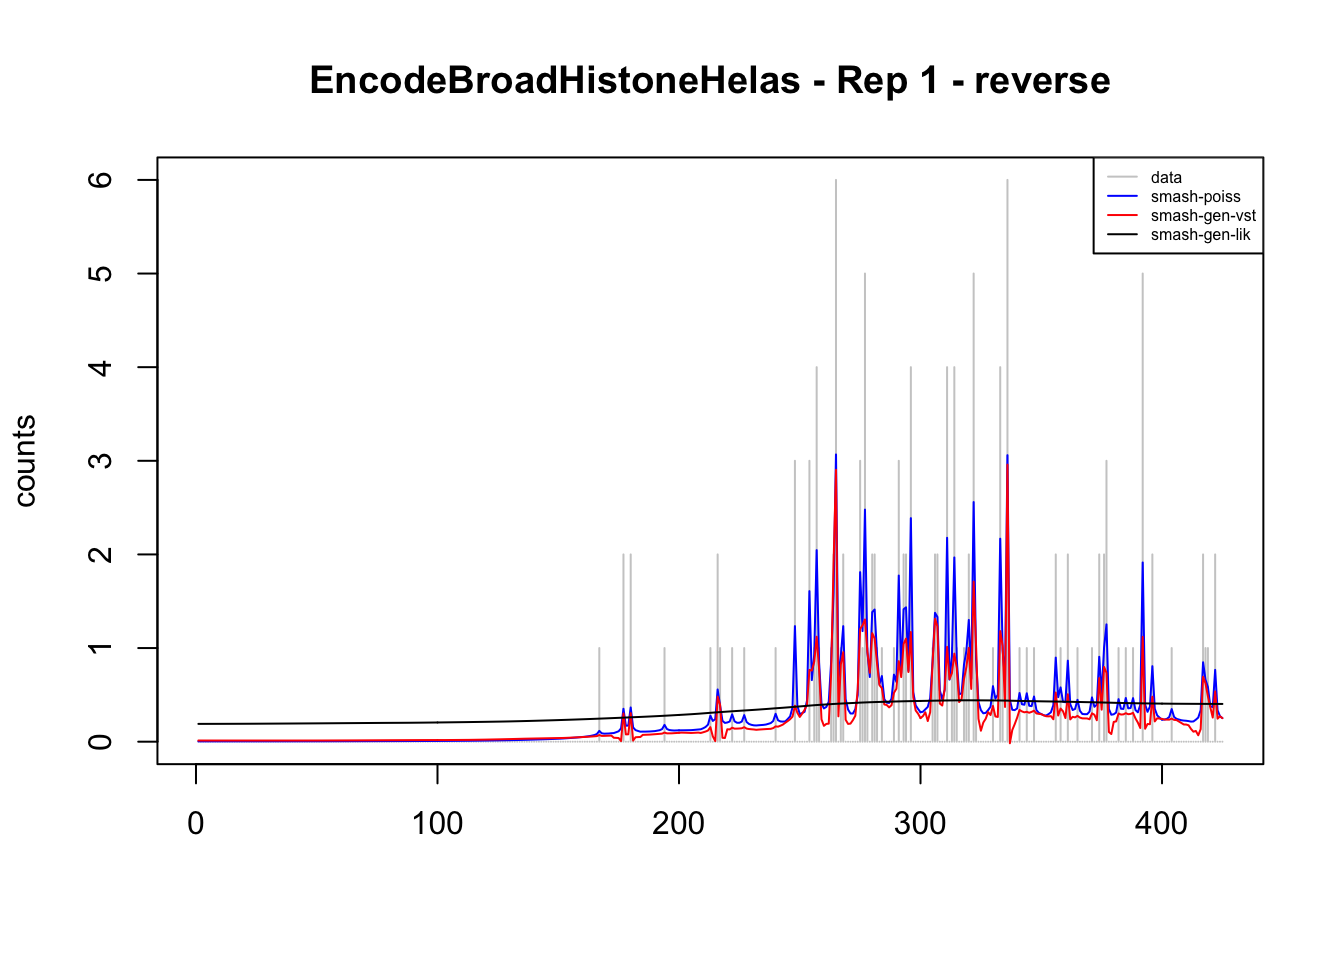 EncodeBroadHistoneHelas - Rep 1 - reverse
data
smash-poiss
smash-gen-vst
smash-gen-lik
6
5
4
3
2
1
0
counts
0 100 200 300 400